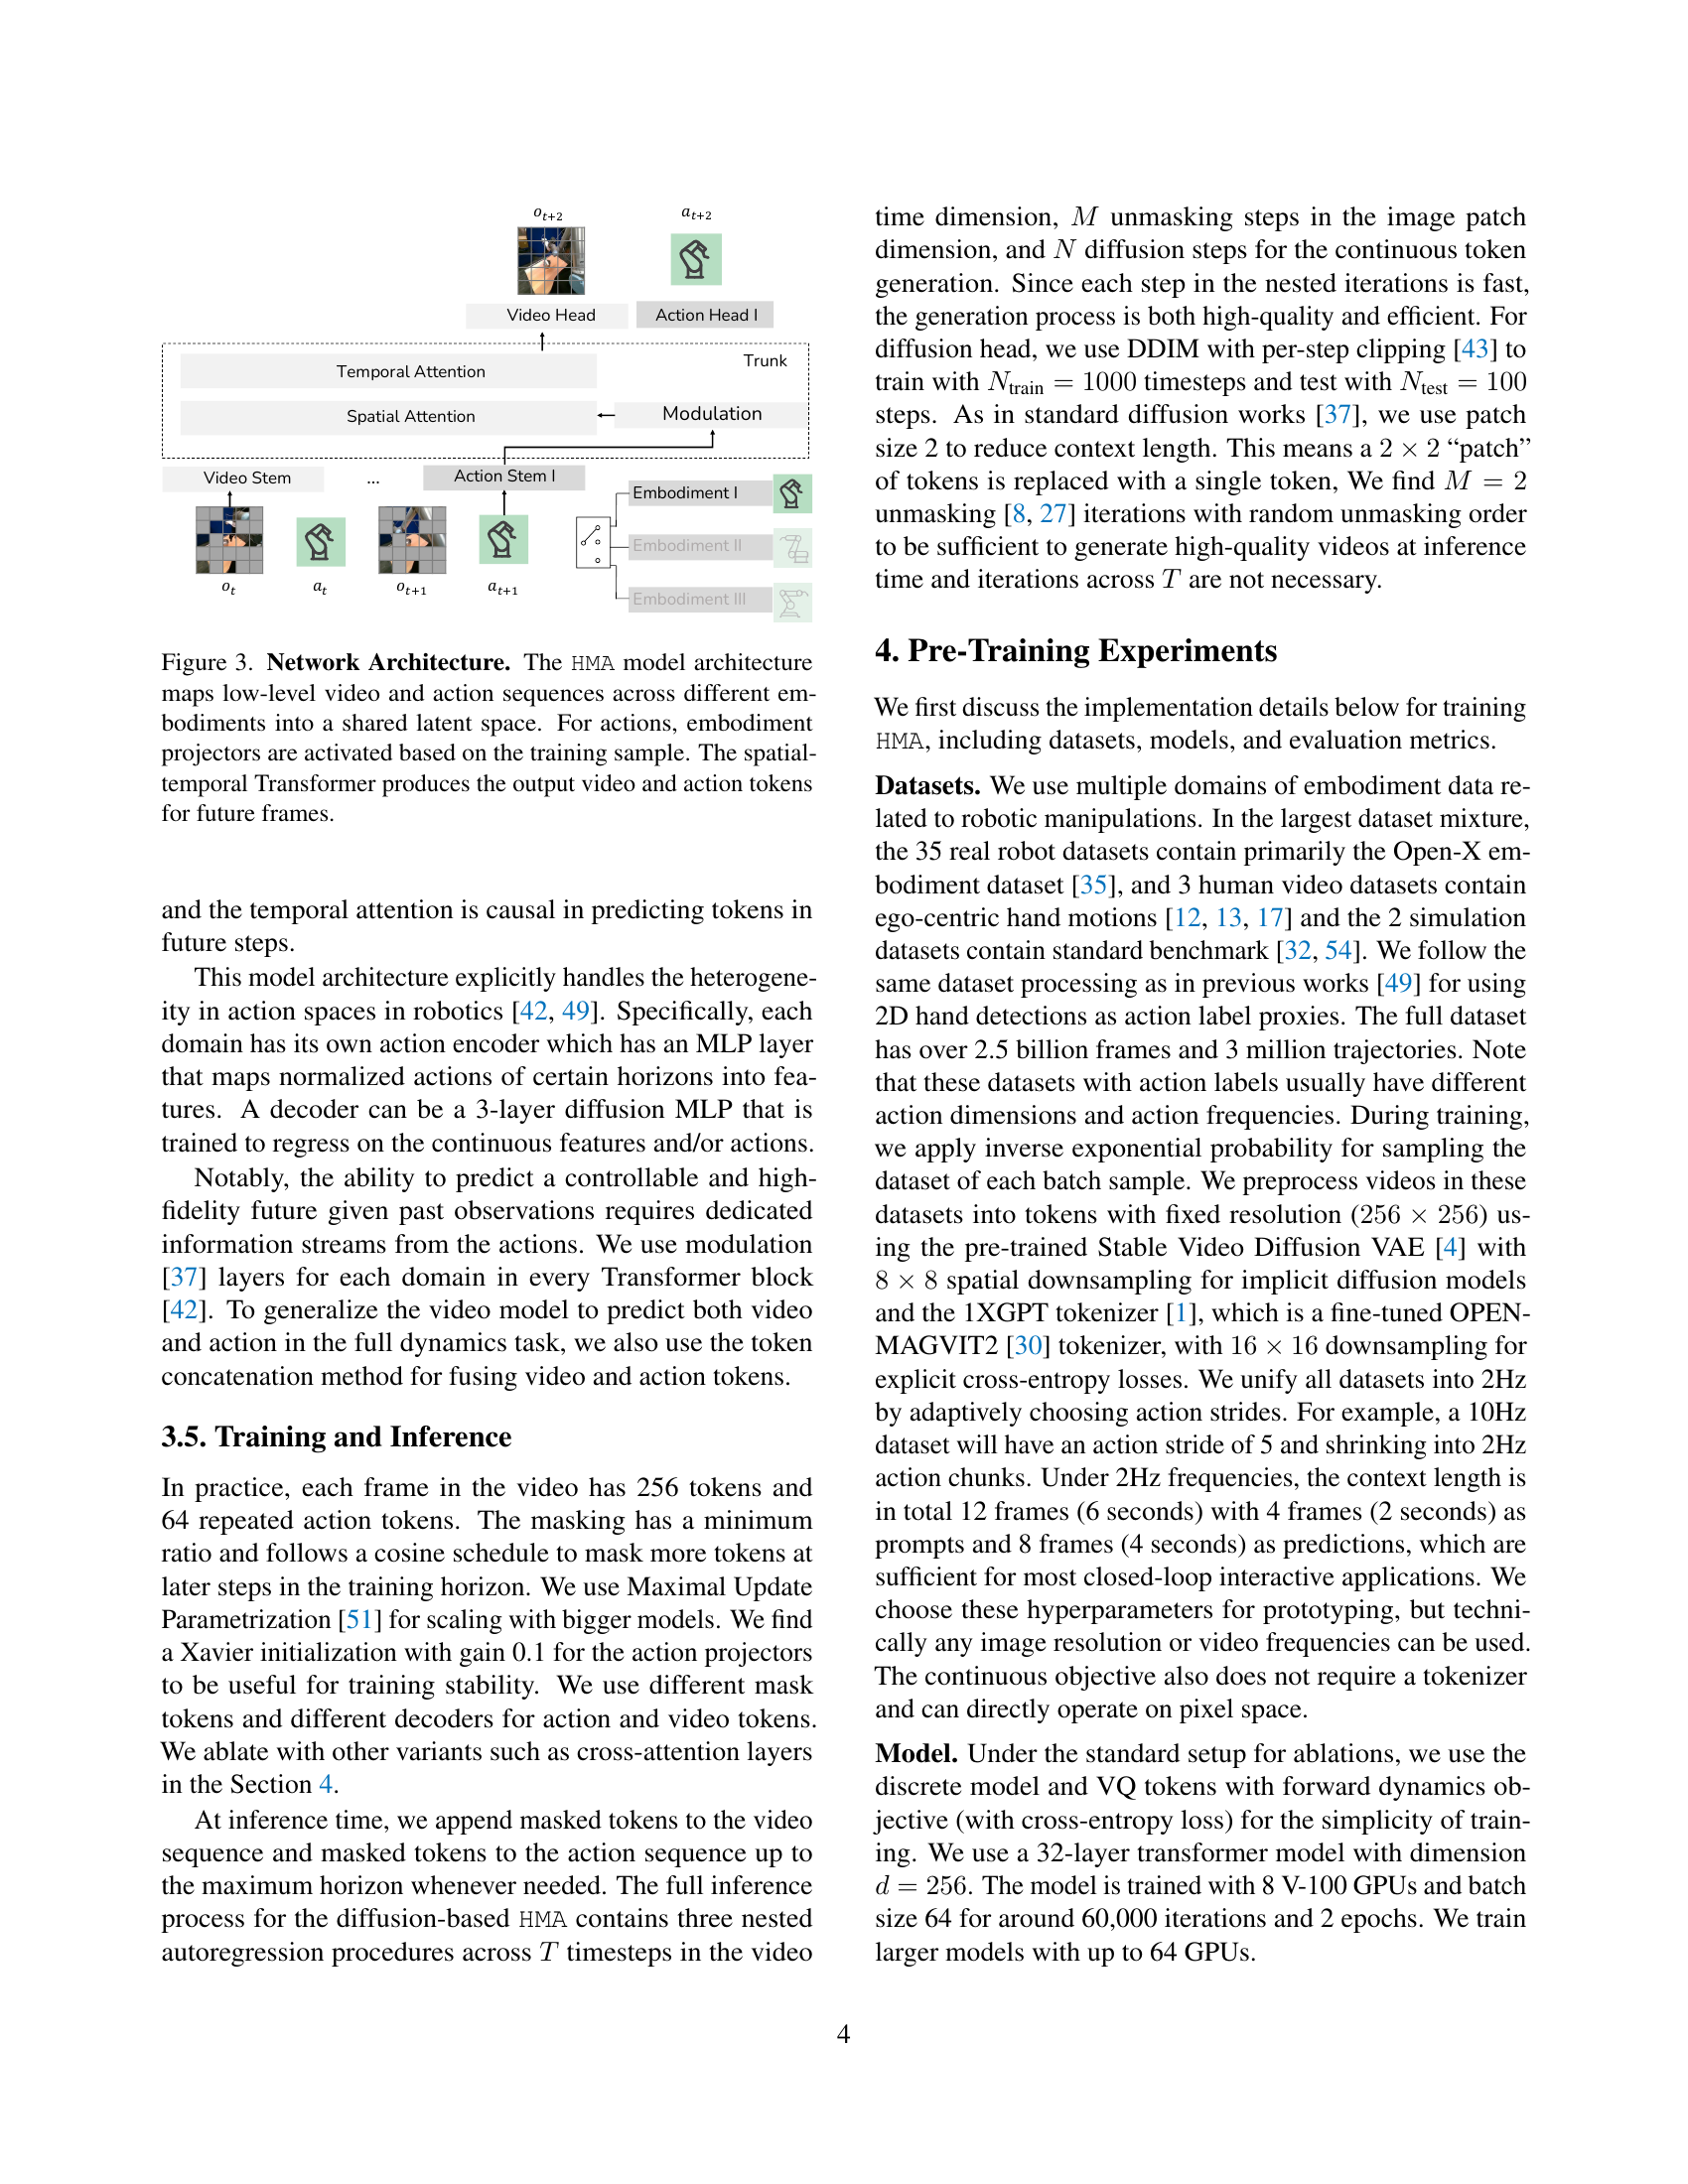 o_{t+2}
a_{t+2}
Video Head
Action Head I
Trunk
Temporal Attention
Spatial Attention
Modulation
Video Stem
...
Action Stem I
Embodiment I
Embodiment II
Embodiment III
o_t
a_t
o_{t+1}
a_{t+1}
Figure 3. Network Architecture. The HMA model architecture
maps low-level video and action sequences across different em-
bodiments into a shared latent space. For actions, embodiment
projectors are activated based on the training sample. The spatial-
temporal Transformer produces the output video and action tokens
for future frames.
and the temporal attention is causal in predicting tokens in
future steps.
This model architecture explicitly handles the heterogene-
ity in action spaces in robotics [42, 49]. Specifically, each
domain has its own action encoder which has an MLP layer
that maps normalized actions of certain horizons into fea-
tures. A decoder can be a 3-layer diffusion MLP that is
trained to regress on the continuous features and/or actions.
Notably, the ability to predict a controllable and high-
fidelity future given past observations requires dedicated
information streams from the actions. We use modulation
[37] layers for each domain in every Transformer block
[42]. To generalize the video model to predict both video
and action in the full dynamics task, we also use the token
concatenation method for fusing video and action tokens.
3.5. Training and Inference
In practice, each frame in the video has 256 tokens and
64 repeated action tokens. The masking has a minimum
ratio and follows a cosine schedule to mask more tokens at
later steps in the training horizon. We use Maximal Update
Parametrization [51] for scaling with bigger models. We find
a Xavier initialization with gain 0.1 for the action projectors
to be useful for training stability. We use different mask
tokens and different decoders for action and video tokens.
We ablate with other variants such as cross-attention layers
in the Section 4.
At inference time, we append masked tokens to the video
sequence and masked tokens to the action sequence up to
the maximum horizon whenever needed. The full inference
process for the diffusion-based HMA contains three nested
autoregression procedures across T timesteps in the video
time dimension, M unmasking steps in the image patch
dimension, and N diffusion steps for the continuous token
generation. Since each step in the nested iterations is fast,
the generation process is both high-quality and efficient. For
diffusion head, we use DDIM with per-step clipping [43] to
train with N_train = 1000 timesteps and test with N_test = 100
steps. As in standard diffusion works [37], we use patch
size 2 to reduce context length. This means a 2 × 2 “patch”
of tokens is replaced with a single token, We find M = 2
unmasking [8, 27] iterations with random unmasking order
to be sufficient to generate high-quality videos at inference
time and iterations across T are not necessary.
4. Pre-Training Experiments
We first discuss the implementation details below for training
HMA, including datasets, models, and evaluation metrics.
Datasets. We use multiple domains of embodiment data re-
lated to robotic manipulations. In the largest dataset mixture,
the 35 real robot datasets contain primarily the Open-X em-
bodiment dataset [35], and 3 human video datasets contain
ego-centric hand motions [12, 13, 17] and the 2 simulation
datasets contain standard benchmark [32, 54]. We follow the
same dataset processing as in previous works [49] for using
2D hand detections as action label proxies. The full dataset
has over 2.5 billion frames and 3 million trajectories. Note
that these datasets with action labels usually have different
action dimensions and action frequencies. During training,
we apply inverse exponential probability for sampling the
dataset of each batch sample. We preprocess videos in these
datasets into tokens with fixed resolution (256 × 256) us-
ing the pre-trained Stable Video Diffusion VAE [4] with
8 × 8 spatial downsampling for implicit diffusion models
and the 1XGPT tokenizer [1], which is a fine-tuned OPEN-
MAGVIT2 [30] tokenizer, with 16 × 16 downsampling for
explicit cross-entropy losses. We unify all datasets into 2Hz
by adaptively choosing action strides. For example, a 10Hz
dataset will have an action stride of 5 and shrinking into 2Hz
action chunks. Under 2Hz frequencies, the context length is
in total 12 frames (6 seconds) with 4 frames (2 seconds) as
prompts and 8 frames (4 seconds) as predictions, which are
sufficient for most closed-loop interactive applications. We
choose these hyperparameters for prototyping, but techni-
cally any image resolution or video frequencies can be used.
The continuous objective also does not require a tokenizer
and can directly operate on pixel space.
Model. Under the standard setup for ablations, we use the
discrete model and VQ tokens with forward dynamics ob-
jective (with cross-entropy loss) for the simplicity of train-
ing. We use a 32-layer transformer model with dimension
d = 256. The model is trained with 8 V-100 GPUs and batch
size 64 for around 60,000 iterations and 2 epochs. We train
larger models with up to 64 GPUs.
4